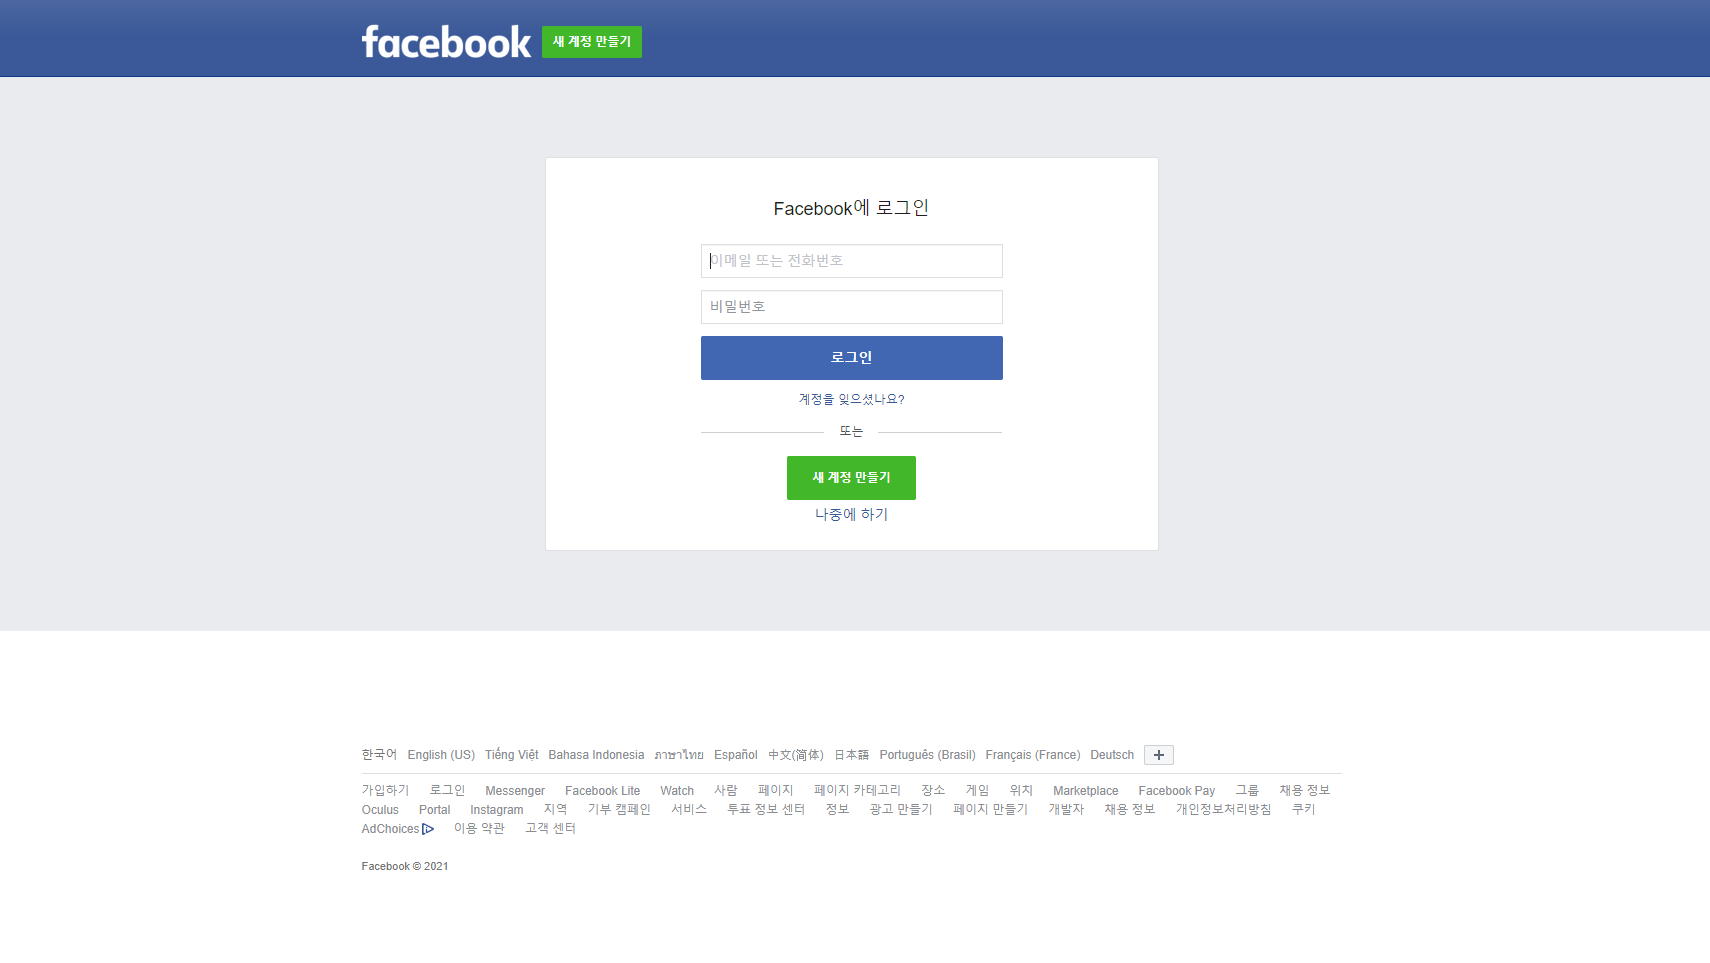 facebook 새 계정 만들기
Facebook에 로그인
이메일 또는 전화번호
비밀번호
로그인
계정을 잊으셨나요?
또는
새 계정 만들기
나중에 하기
한국어 English (US) Tiếng Việt Bahasa Indonesia ภาษาไทย Español 中文(简体) 日本語 Português (Brasil) Français (France) Deutsch
가입하기 로그인 Messenger Facebook Lite Watch 사람 페이지 페이지 카테고리 장소 게임 위치 Marketplace Facebook Pay 그룹 채용 정보
Oculus Portal Instagram 지역 기부 캠페인 서비스 투표 정보 센터 정보 광고 만들기 페이지 만들기 개발자 채용 정보 개인정보처리방침 쿠키
AdChoices 이용 약관 고객 센터
Facebook © 2021